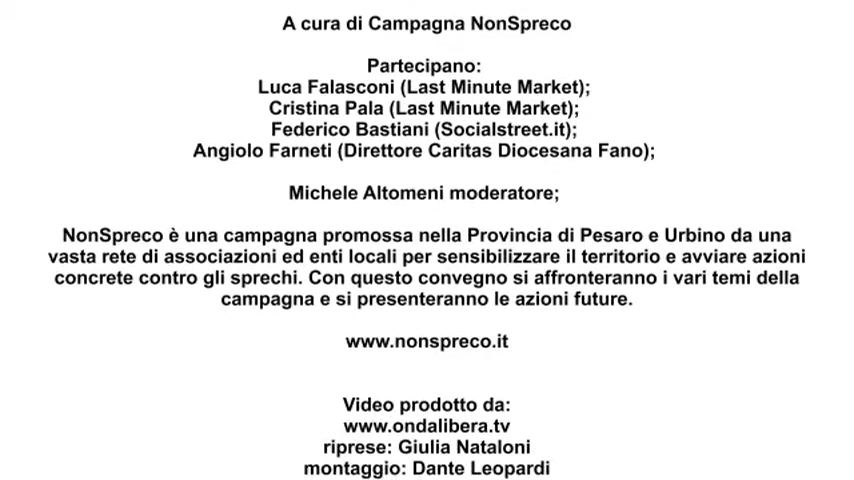 A cura di Campagna NonSpreco
Partecipano:
Luca Falasconi (Last Minute Market);
Cristina Pala (Last Minute Market);
Federico Bastiani (Socialstreet.it);
Angiolo Farneti (Direttore Caritas Diocesana Fano);
Michele Altomeni moderatore;
NonSpreco è una campagna promossa nella Provincia di Pesaro e Urbino da una
vasta rete di associazioni ed enti locali per sensibilizzare il territorio e avviare azioni
concrete contro gli sprechi. Con questo convegno si affronteranno i vari temi della
campagna e si presenteranno le azioni future.
www.nonspreco.it
Video prodotto da:
www.ondalibera.tv
riprese: Giulia Nataloni
montaggio: Dante Leopardi